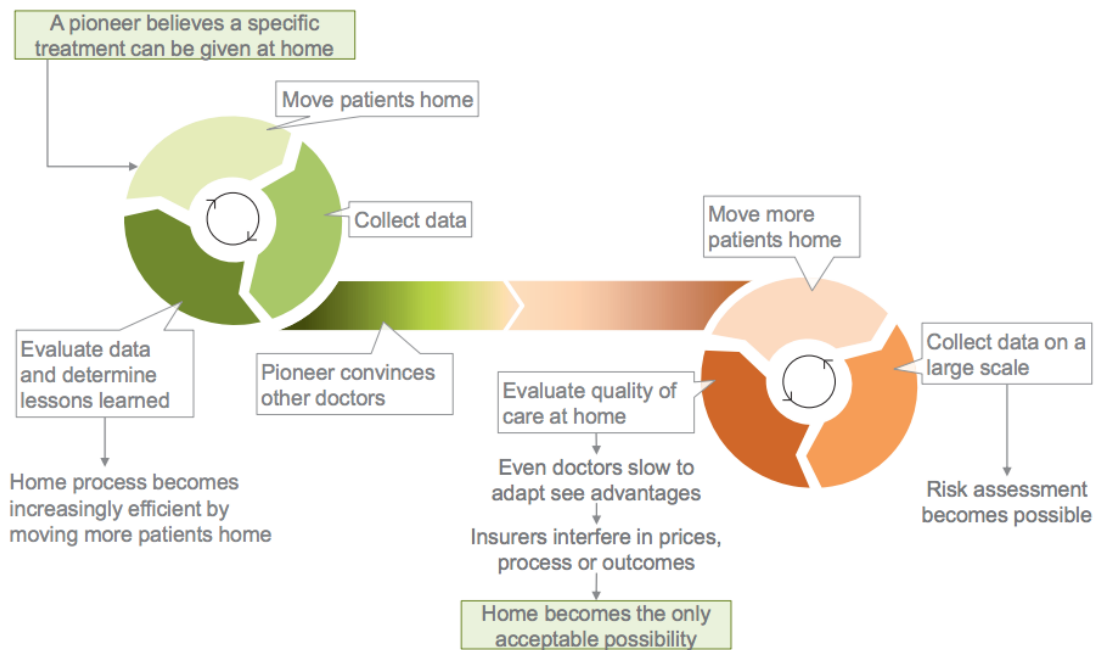 A pioneer believes a specific
treatment can be given at home
Move patients home
Collect data
Evaluate data
and determine
lessons learned
Home process becomes
increasingly efficient by
moving more patients home
Pioneer convinces
other doctors
Move more
patients home
Collect data on a
large scale
Risk assessment
becomes possible
Evaluate quality of
care at home
Even doctors slow to
adapt see advantages
Insurers interfere in prices,
process or outcomes
Home becomes the only
acceptable possibility